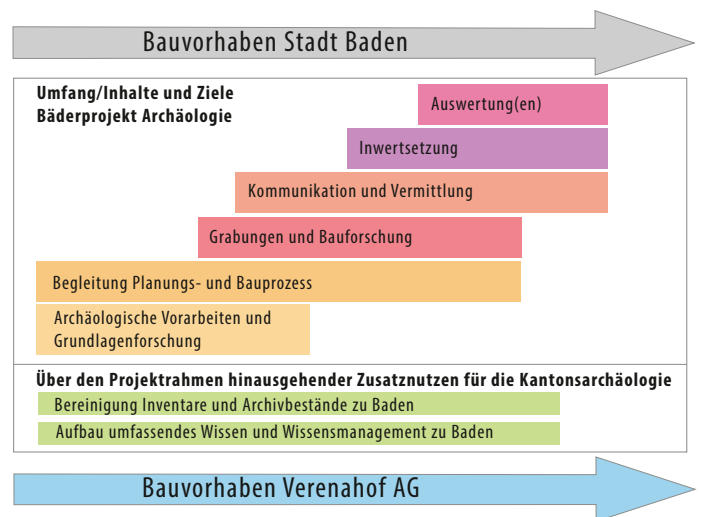 Bauvorhaben Stadt Baden
Umfang/Inhalte und Ziele
Bäderprojekt Archäologie
Auswertung(en)
Inwertsetzung
Kommunikation und Vermittlung
Grabungen und Bauforschung
Begleitung Planungs- und Bauprozess
Archäologische Vorarbeiten und
Grundlagenforschung
Über den Projektrahmen hinausgehender Zusatznutzen für die Kantonsarchäologie
Bereinigung Inventare und Archivbestände zu Baden
Aufbau umfassendes Wissen und Wissensmanagement zu Baden
Bauvorhaben Verenahof AG